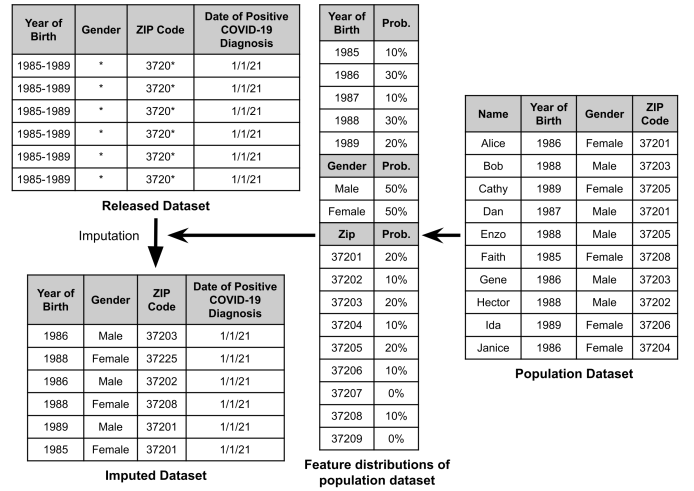 Year of Birth Gender ZIP Code Date of Positive COVID-19 Diagnosis
1985-1989 * 3720* 1/1/21
1985-1989 * 3720* 1/1/21
1985-1989 * 3720* 1/1/21
1985-1989 * 3720* 1/1/21
1985-1989 * 3720* 1/1/21
1985-1989 * 3720* 1/1/21
Released Dataset
Imputation
Year of Birth Gender ZIP Code Date of Positive COVID-19 Diagnosis
1986 Male 37203 1/1/21
1988 Female 37225 1/1/21
1986 Male 37202 1/1/21
1988 Female 37208 1/1/21
1989 Male 37201 1/1/21
1985 Female 37201 1/1/21
Imputed Dataset
Year of Birth Prob.
1985 10%
1986 30%
1987 10%
1988 30%
1989 20%
Gender Prob.
Male 50%
Female 50%
Zip Prob.
37201 20%
37202 10%
37203 20%
37204 10%
37205 20%
37206 10%
37207 0%
37208 10%
37209 0%
Feature distributions of
population dataset
Name Year of Birth Gender ZIP Code
Alice 1986 Female 37201
Bob 1988 Male 37203
Cathy 1989 Female 37205
Dan 1987 Male 37201
Enzo 1988 Male 37205
Faith 1985 Female 37208
Gene 1986 Male 37203
Hector 1988 Male 37202
Ida 1989 Female 37206
Janice 1986 Female 37204
Population Dataset